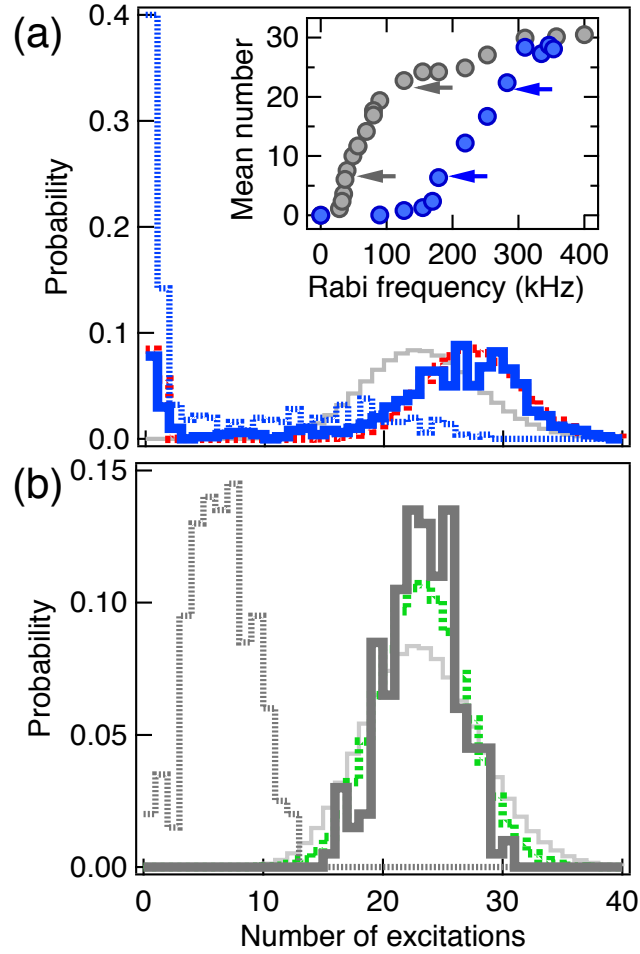 (a)
0.4
0.3
0.2
0.1
0.0
Probability
30
20
10
0
Mean number
0 100 200 300 400
Rabi frequency (kHz)
(b)
0.15
0.10
0.05
0.00
Probability
0 10 20 30 40
Number of excitations